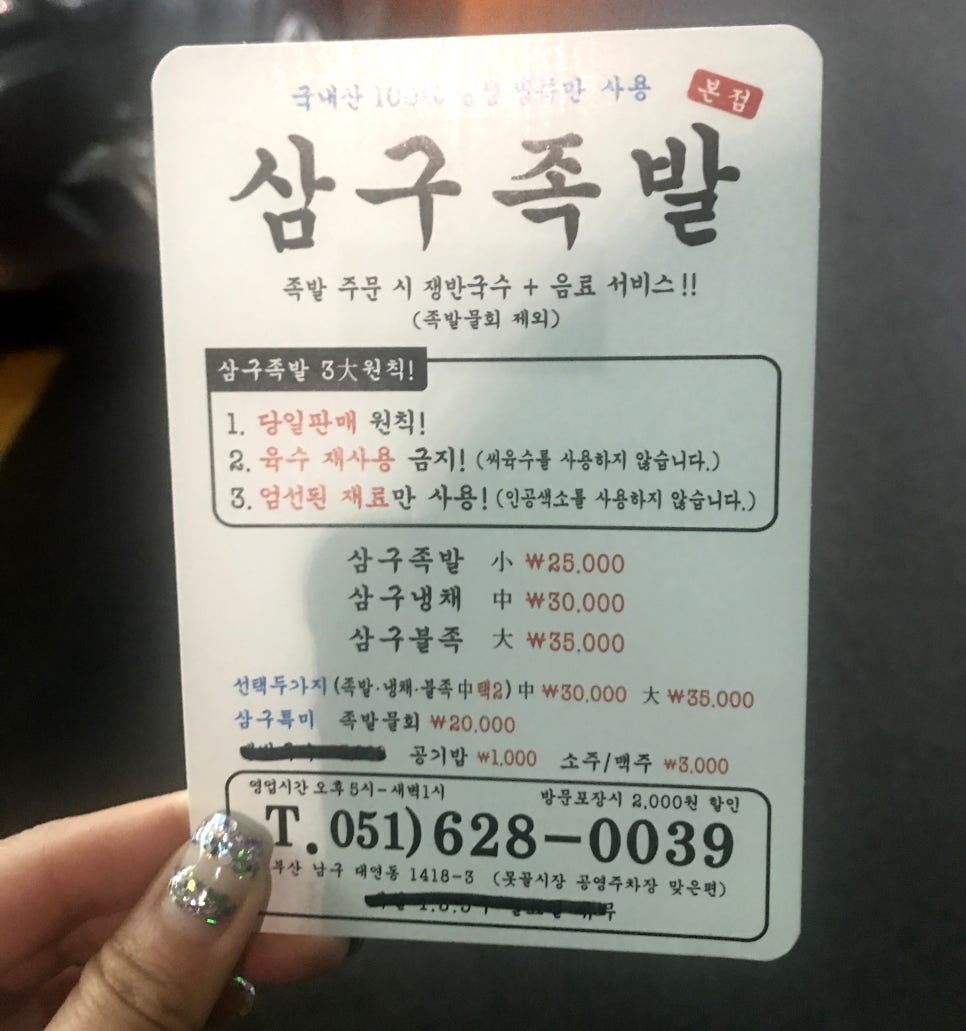 국내산 만 사용
본점
삼구족발
족발 주문 시 쟁반국수 + 음료 서비스!!
(족발물회 제외)
삼구족발 3大원칙!
1. 당일판매 원칙!
2. 육수 재사용 금지! (씨육수를 사용하지 않습니다.)
3. 엄선된 재료만 사용! (인공색소를 사용하지 않습니다.)
삼구족발 小 ₩25,000
삼구냉채 中 ₩30,000
삼구불족 大 ₩35,000
선택두가지 (족발·냉채·불족 中 택2) 中 ₩30,000 大 ₩35,000
삼구특미 족발물회 ₩20,000
공기밥 ₩1,000 소주/맥주 ₩3,000
영업시간 오후 5시-새벽1시 방문포장시 2,000원 할인
T. 051) 628-0039
부산 남구 대연동 1418-3 (못골시장 공영주차장 맞은편)